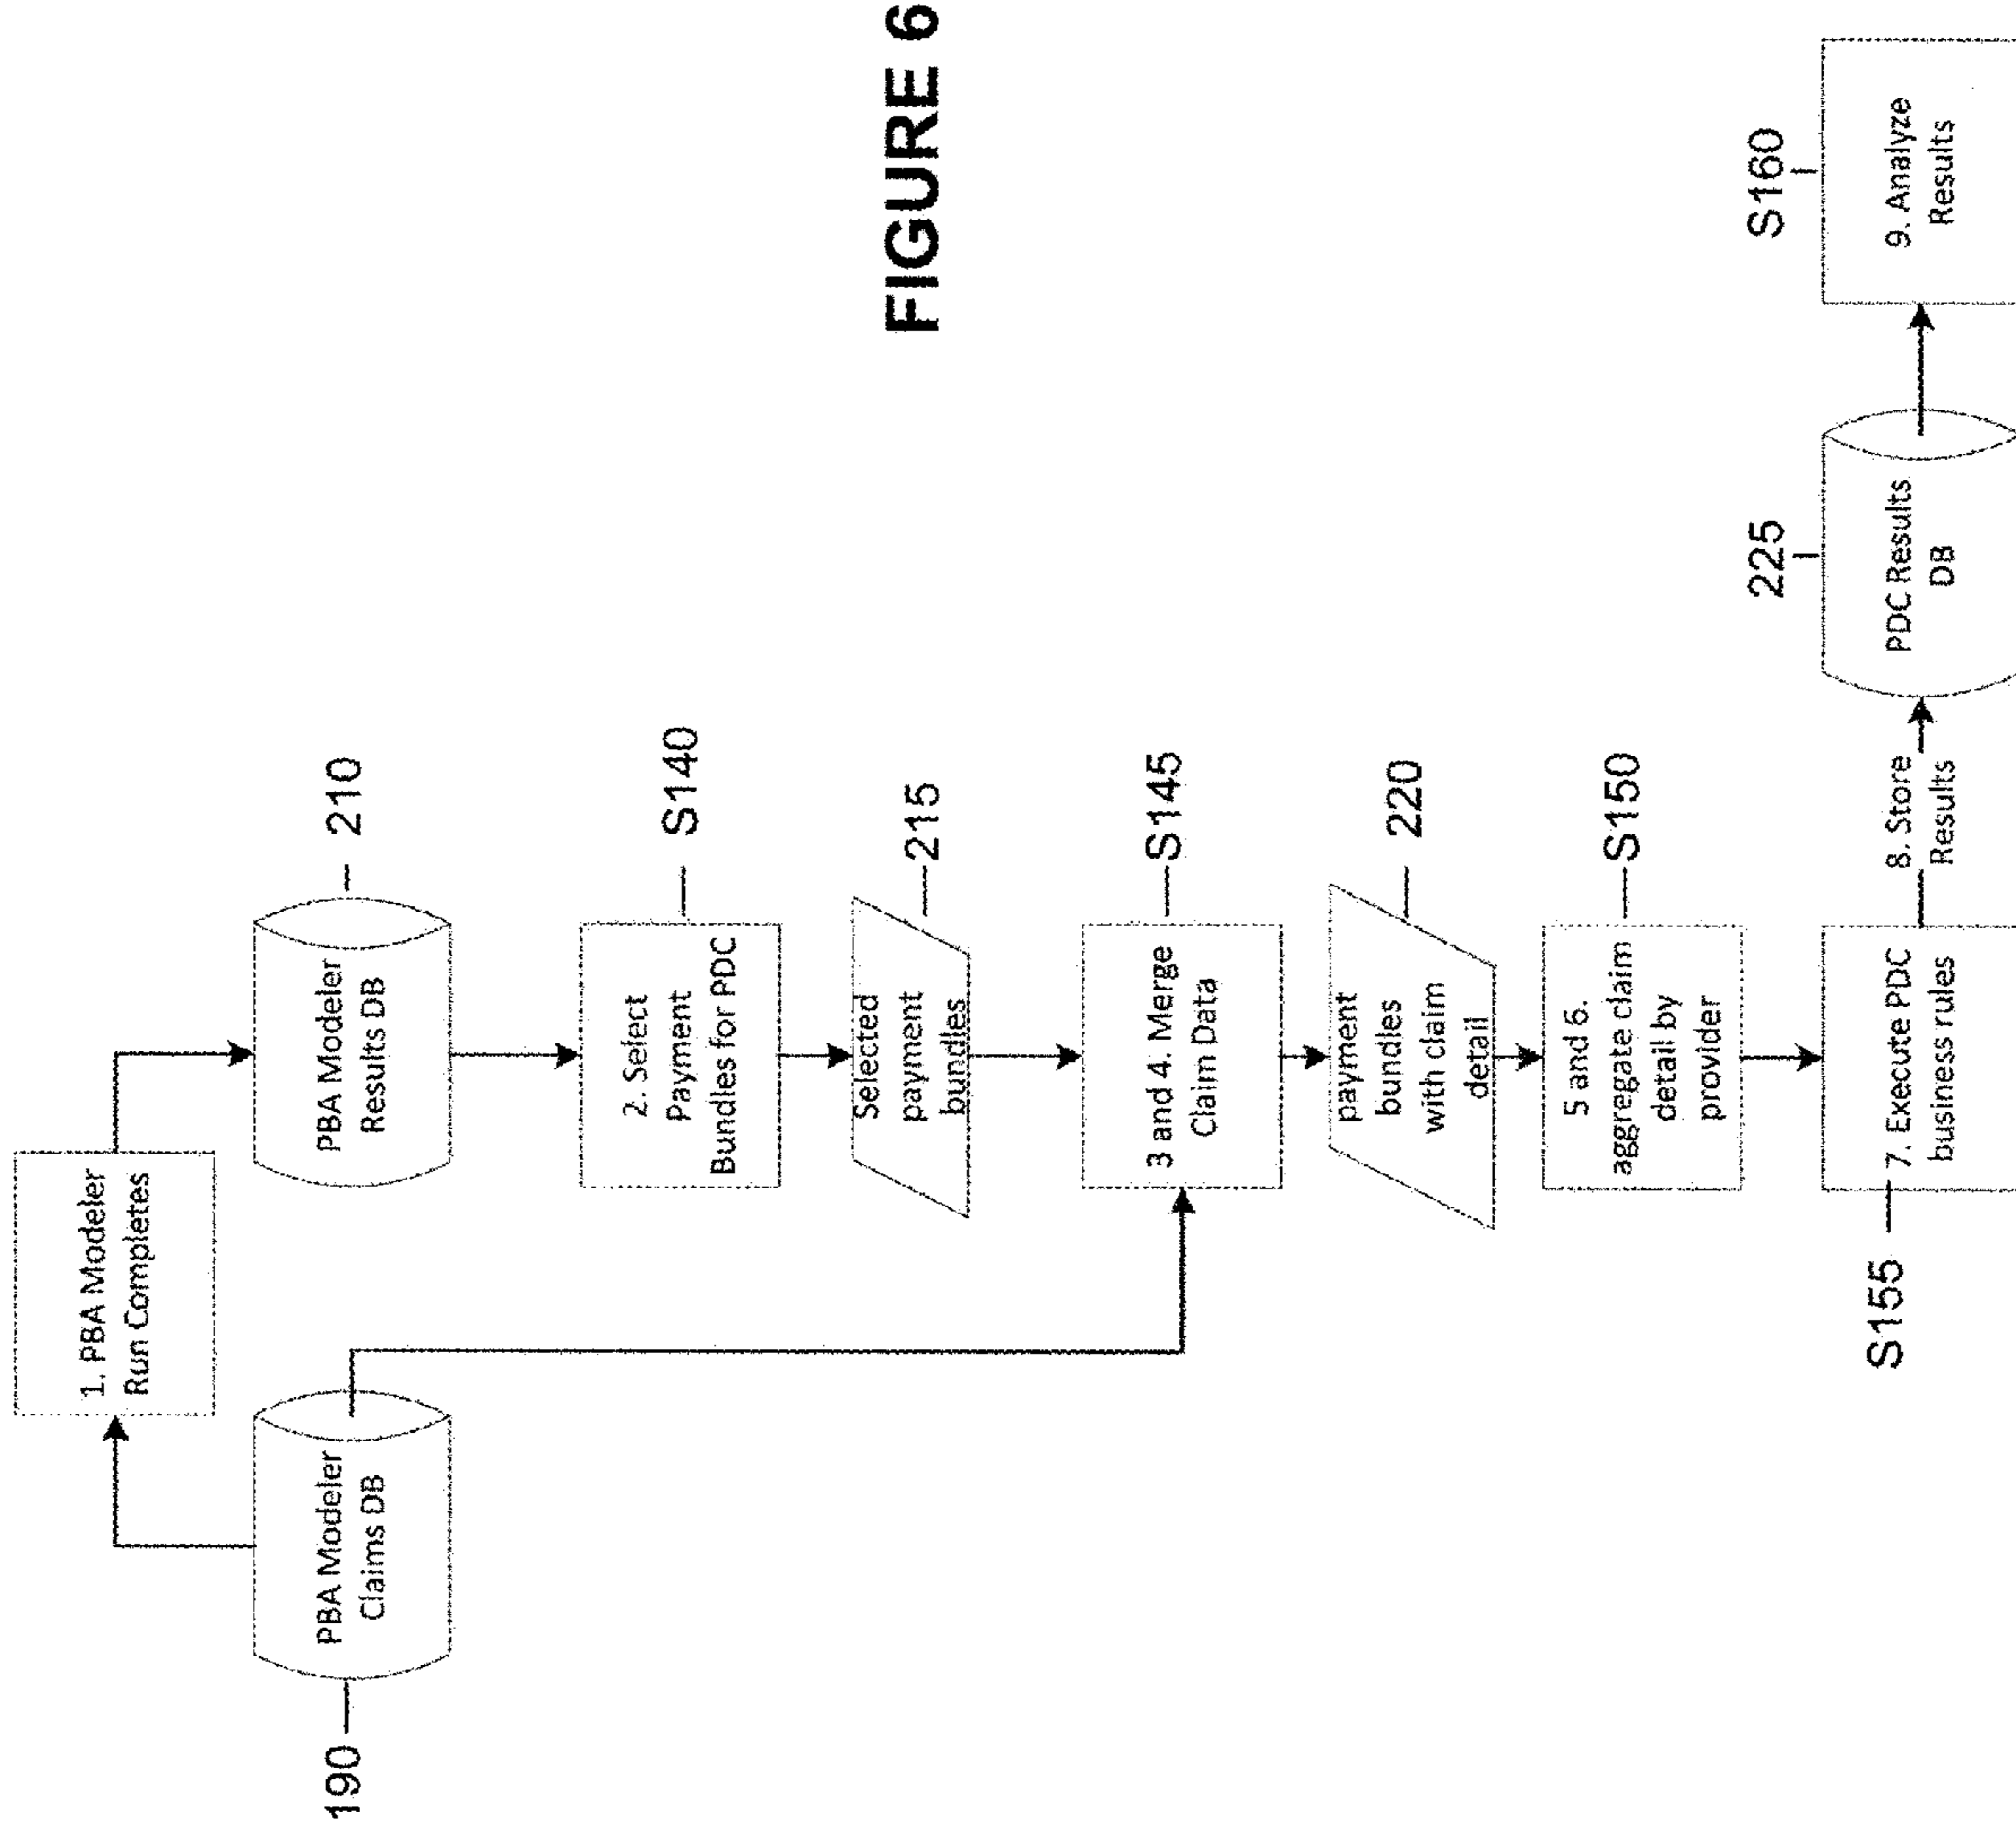 1. PBA Modeler
Run Completes
190
PBA Modeler
Claims DB
PBA Modeler
Results DB
210
2. Select
Payment
Bundles for PDC
S140
Selected
payment
bundles
215
3 and 4. Merge
Claim Data
S145
payment
bundles
with claim
detail
220
5 and 6.
aggregate claim
detail by
provider
S150
S155
7. Execute PDC
business rules
8. Store
Results
225
PDC Results
DB
S160
9. Analyze
Results
FIGURE 6